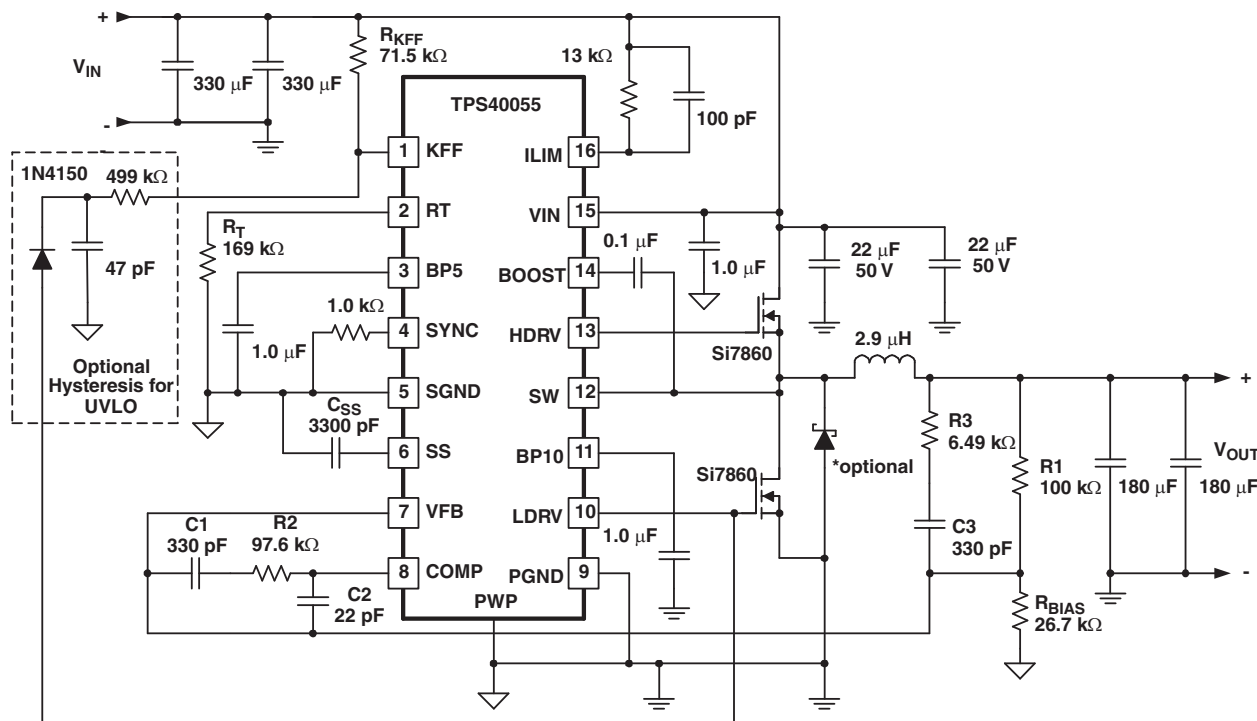 +
V_IN
-
330 µF
330 µF
R_KFF
71.5 kΩ
13 kΩ
100 pF
TPS40055
1 KFF
2 RT
3 BP5
4 SYNC
5 SGND
6 SS
7 VFB
8 COMP
ILIM 16
VIN 15
BOOST 14
HDRV 13
SW 12
BP10 11
LDRV 10
PGND 9
PWP
1N4150
499 kΩ
47 pF
Optional
Hysteresis for
UVLO
R_T
169 kΩ
1.0 µF
1.0 kΩ
C_SS
3300 pF
C1
330 pF
R2
97.6 kΩ
C2
22 pF
0.1 µF
1.0 µF
22 µF
50 V
22 µF
50 V
Si7860
2.9 µH
Si7860
*optional
1.0 µF
R3
6.49 kΩ
C3
330 pF
R1
100 kΩ
R_BIAS
26.7 kΩ
180 µF
180 µF
+
V_OUT
-